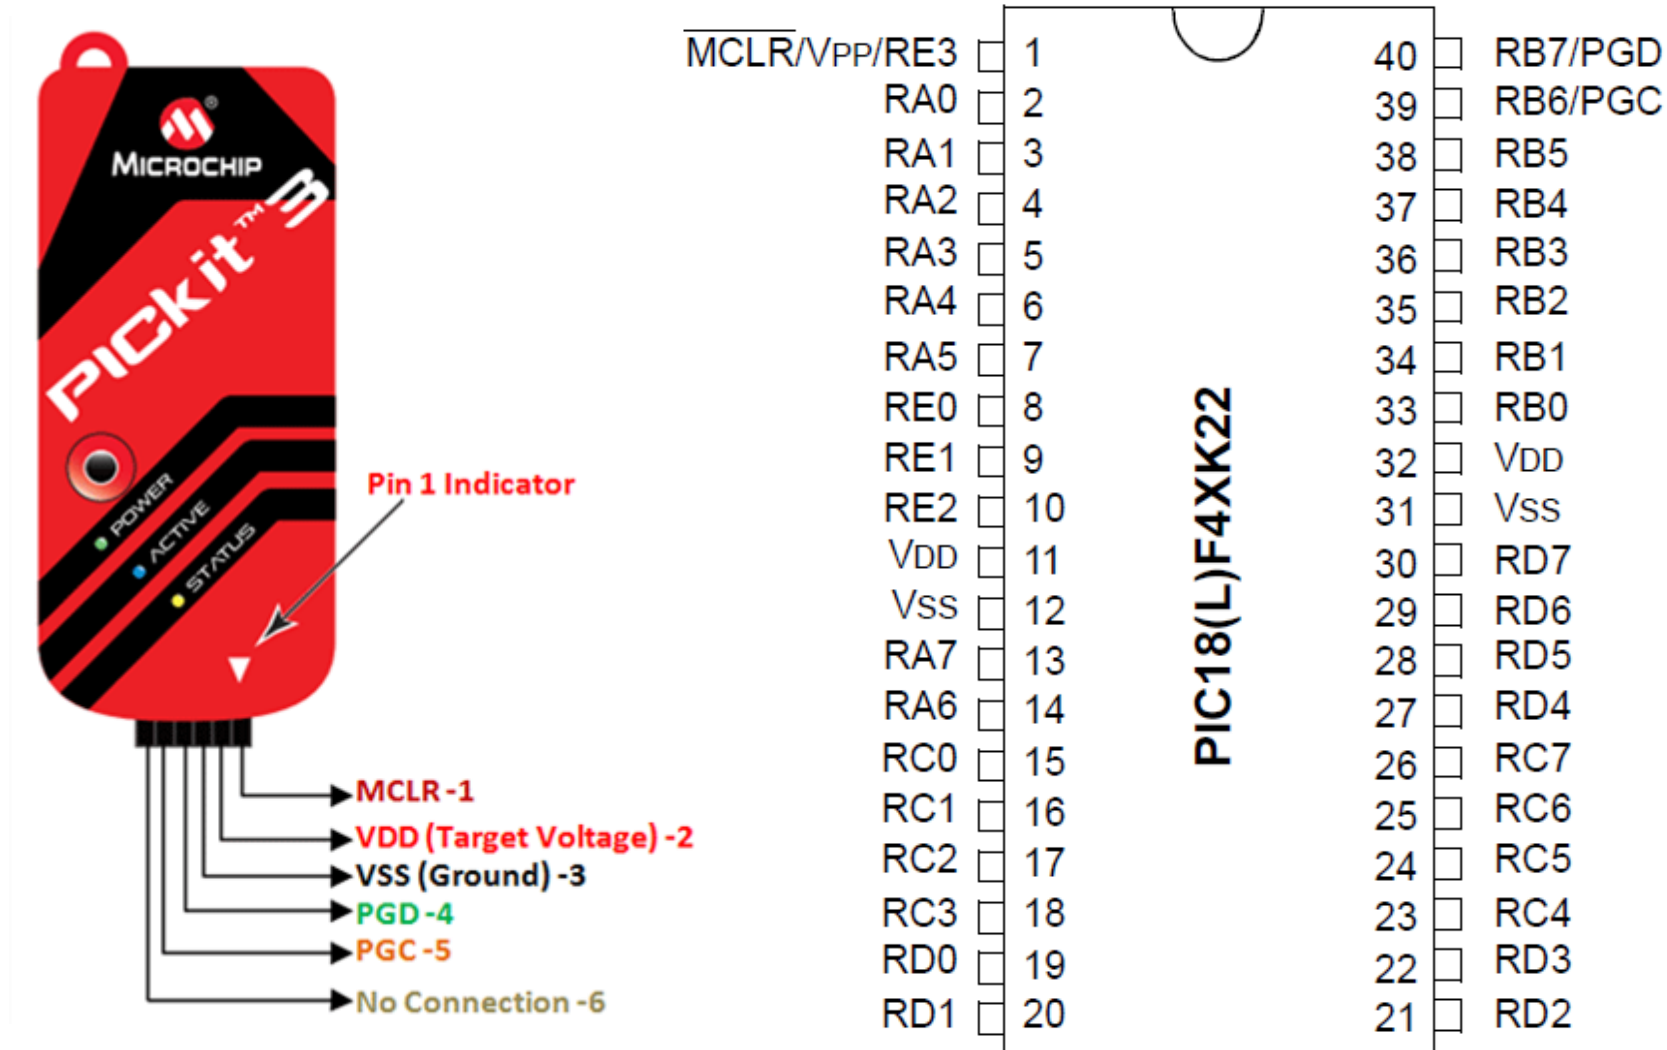 MICROCHIP
®
PICkit™ 3
POWER
ACTIVE
STATUS
Pin 1 Indicator
MCLR -1
VDD (Target Voltage) -2
VSS (Ground) -3
PGD -4
PGC -5
No Connection -6
MCLR/VPP/RE3 1 40 RB7/PGD
RA0 2 39 RB6/PGC
RA1 3 38 RB5
RA2 4 37 RB4
RA3 5 36 RB3
RA4 6 35 RB2
RA5 7 34 RB1
RE0 8 33 RB0
RE1 9 32 VDD
RE2 10 31 VSS
VDD 11 30 RD7
VSS 12 29 RD6
RA7 13 28 RD5
RA6 14 27 RD4
RC0 15 26 RC7
RC1 16 25 RC6
RC2 17 24 RC5
RC3 18 23 RC4
RD0 19 22 RD3
RD1 20 21 RD2
PIC18(L)F4XK22